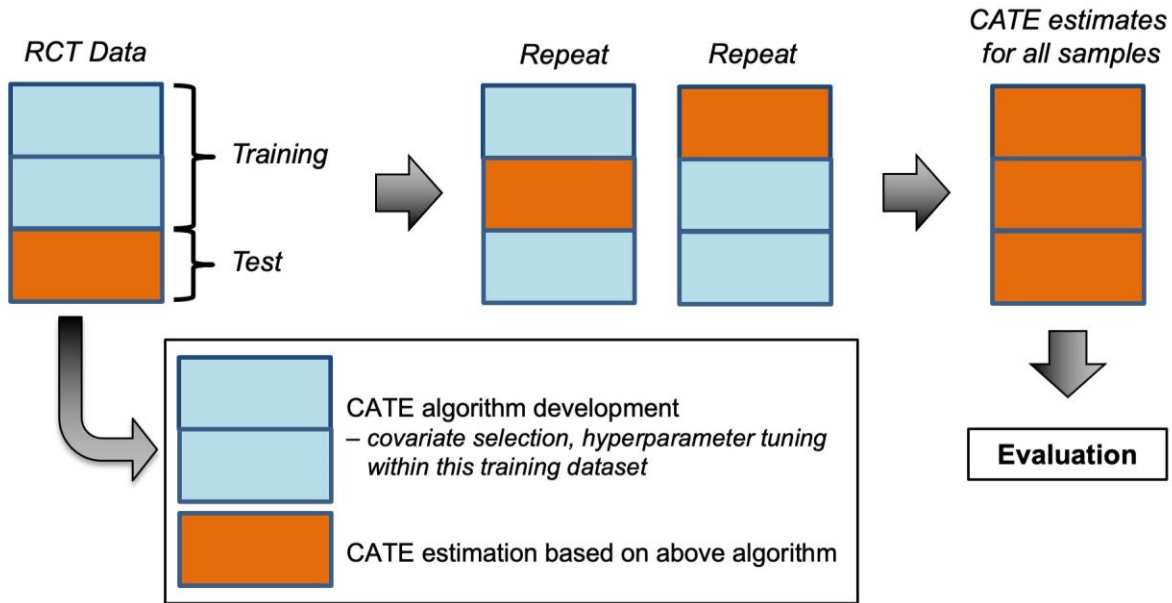 RCT Data
Training
Test
Repeat
Repeat
CATE estimates
for all samples
CATE algorithm development
– covariate selection, hyperparameter tuning
within this training dataset
CATE estimation based on above algorithm
Evaluation